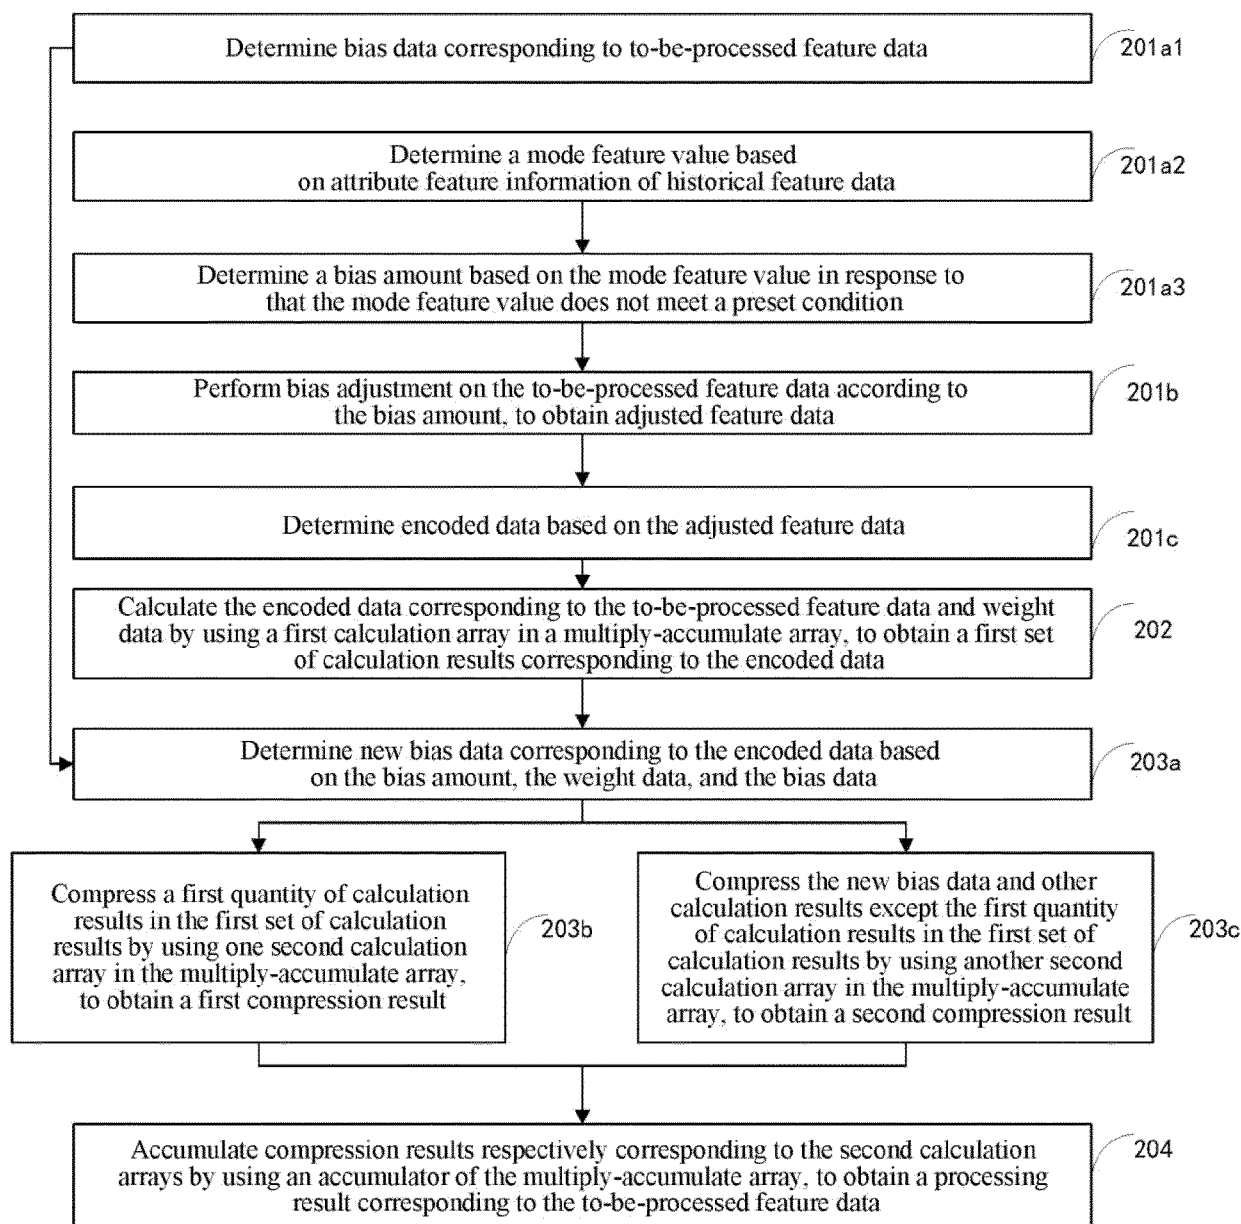 Determine bias data corresponding to to-be-processed feature data
201a1
Determine a mode feature value based
on attribute feature information of historical feature data
201a2
Determine a bias amount based on the mode feature value in response to
that the mode feature value does not meet a preset condition
201a3
Perform bias adjustment on the to-be-processed feature data according to
the bias amount, to obtain adjusted feature data
201b
Determine encoded data based on the adjusted feature data
201c
Calculate the encoded data corresponding to the to-be-processed feature data and weight
data by using a first calculation array in a multiply-accumulate array, to obtain a first set
of calculation results corresponding to the encoded data
202
Determine new bias data corresponding to the encoded data based
on the bias amount, the weight data, and the bias data
203a
Compress a first quantity of calculation
results in the first set of calculation
results by using one second calculation
array in the multiply-accumulate array,
to obtain a first compression result
203b
Compress the new bias data and other
calculation results except the first quantity
of calculation results in the first set of
calculation results by using another second
calculation array in the multiply-accumulate
array, to obtain a second compression result
203c
Accumulate compression results respectively corresponding to the second calculation
arrays by using an accumulator of the multiply-accumulate array, to obtain a processing
result corresponding to the to-be-processed feature data
204